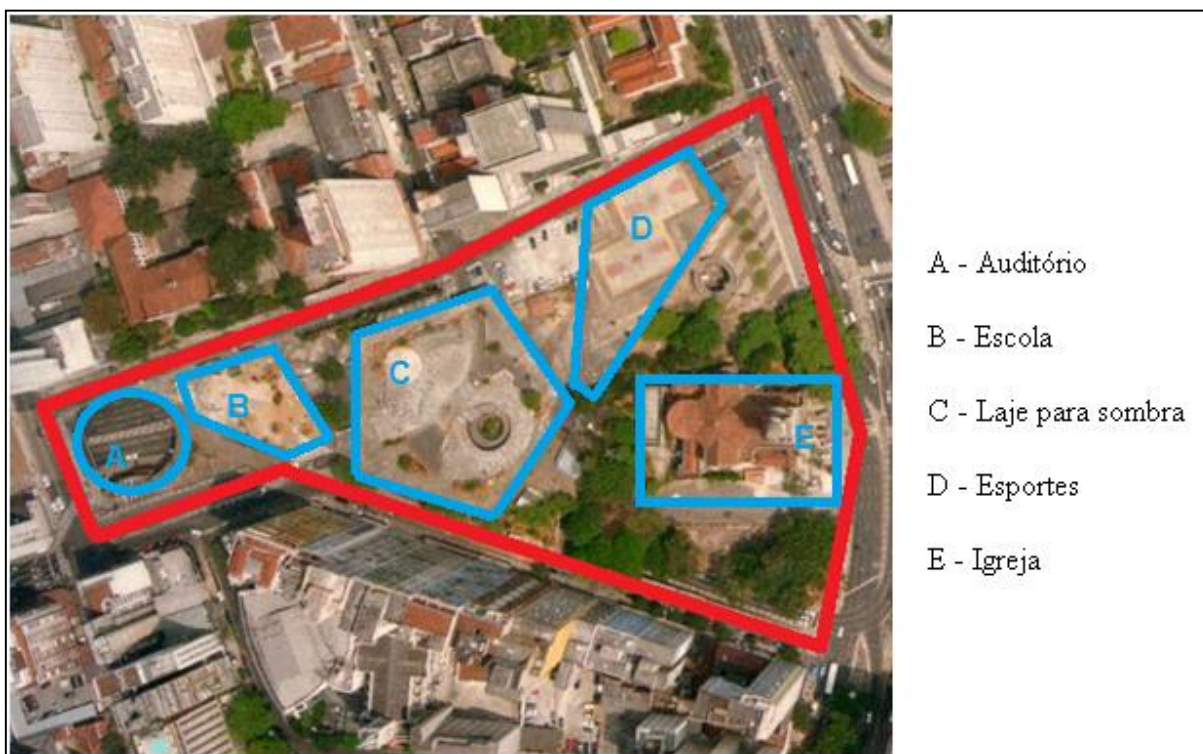 A
B
C
D
E
A - Auditório
B - Escola
C - Laje para sombra
D - Esportes
E - Igreja